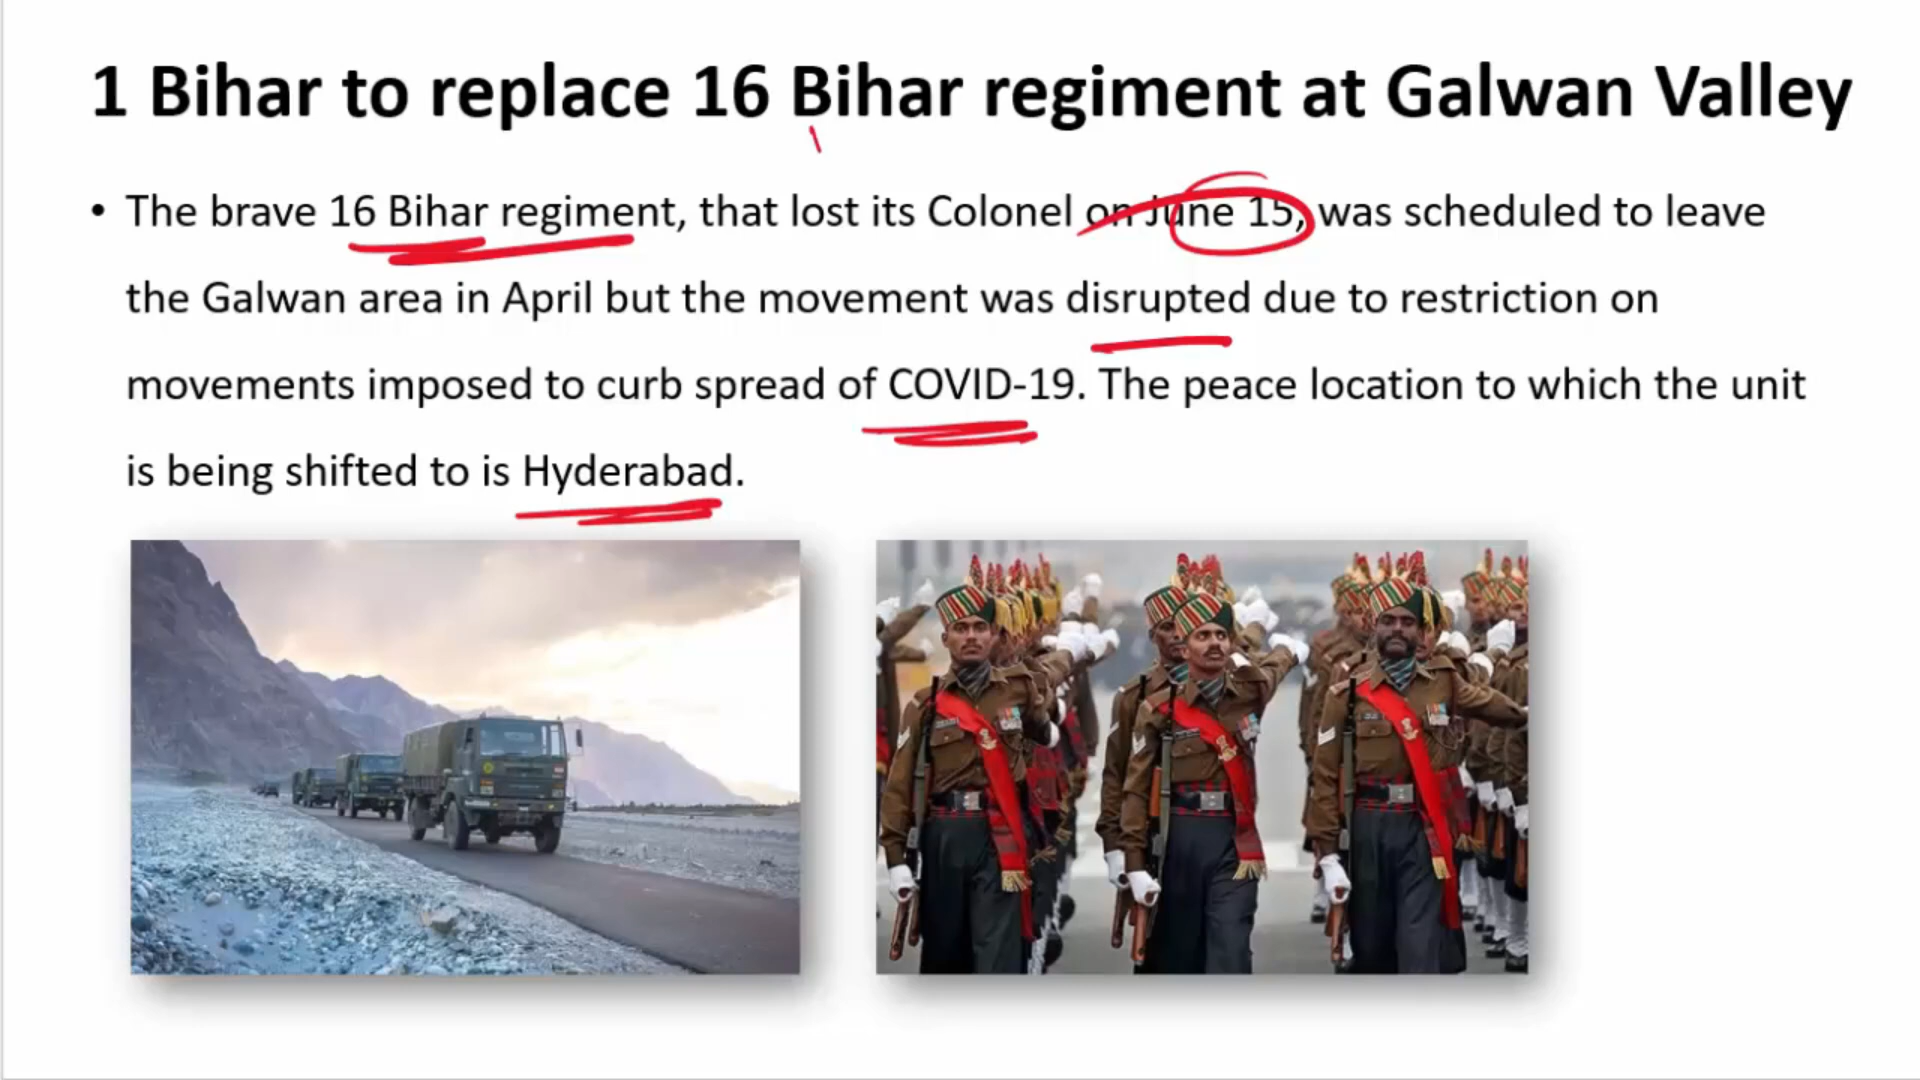 1 Bihar to replace 16 Bihar regiment at Galwan Valley
• The brave 16 Bihar regiment, that lost its Colonel on June 15, was scheduled to leave
the Galwan area in April but the movement was disrupted due to restriction on
movements imposed to curb spread of COVID-19. The peace location to which the unit
is being shifted to is Hyderabad.